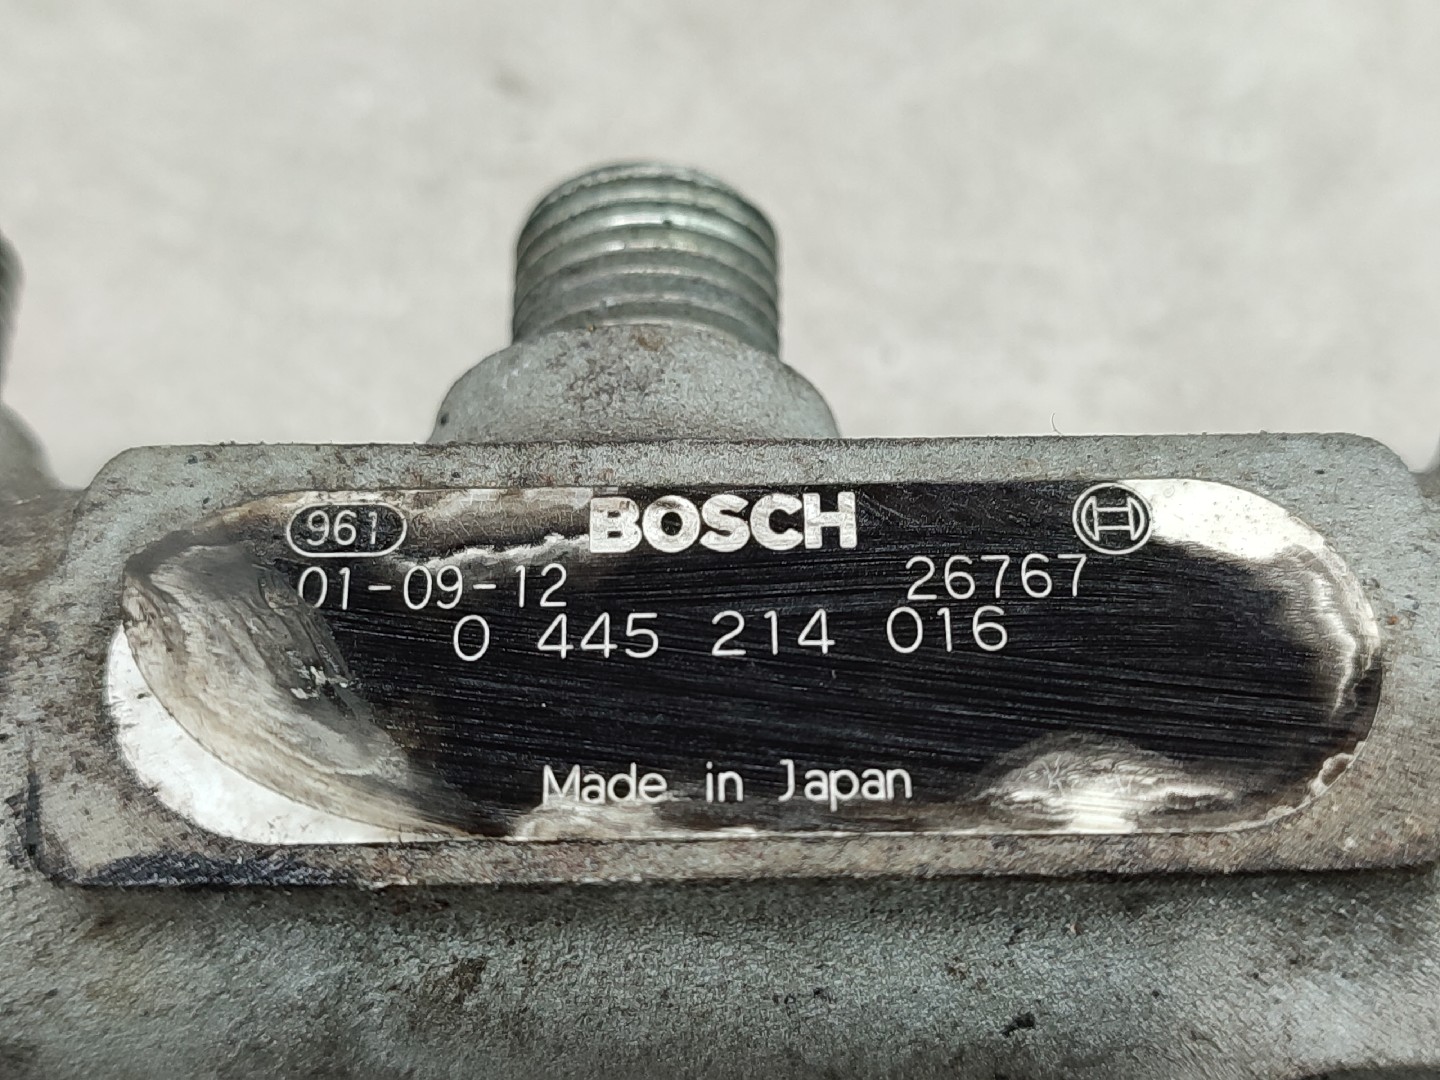 961 BOSCH
01-09-12 26767
0 445 214 016
Made in Japan